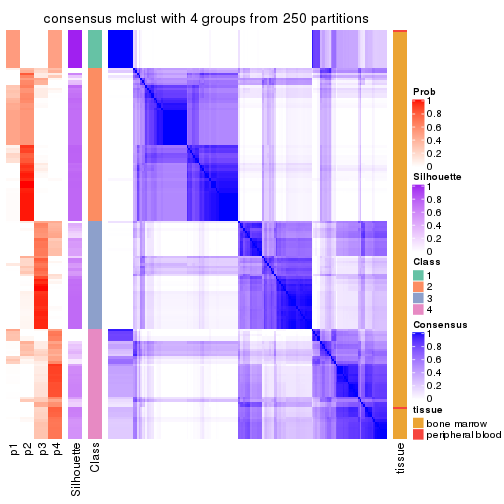 consensus mclust with 4 groups from 250 partitions
Prob
1
0.8
0.6
0.4
0.2
0
Silhouette
1
0.8
0.6
0.4
0.2
0
Class
1
2
3
4
Consensus
1
0.8
0.6
0.4
0.2
0
tissue
bone marrow
peripheral blood
p1
p2
p3
p4
Silhouette
Class
tissue